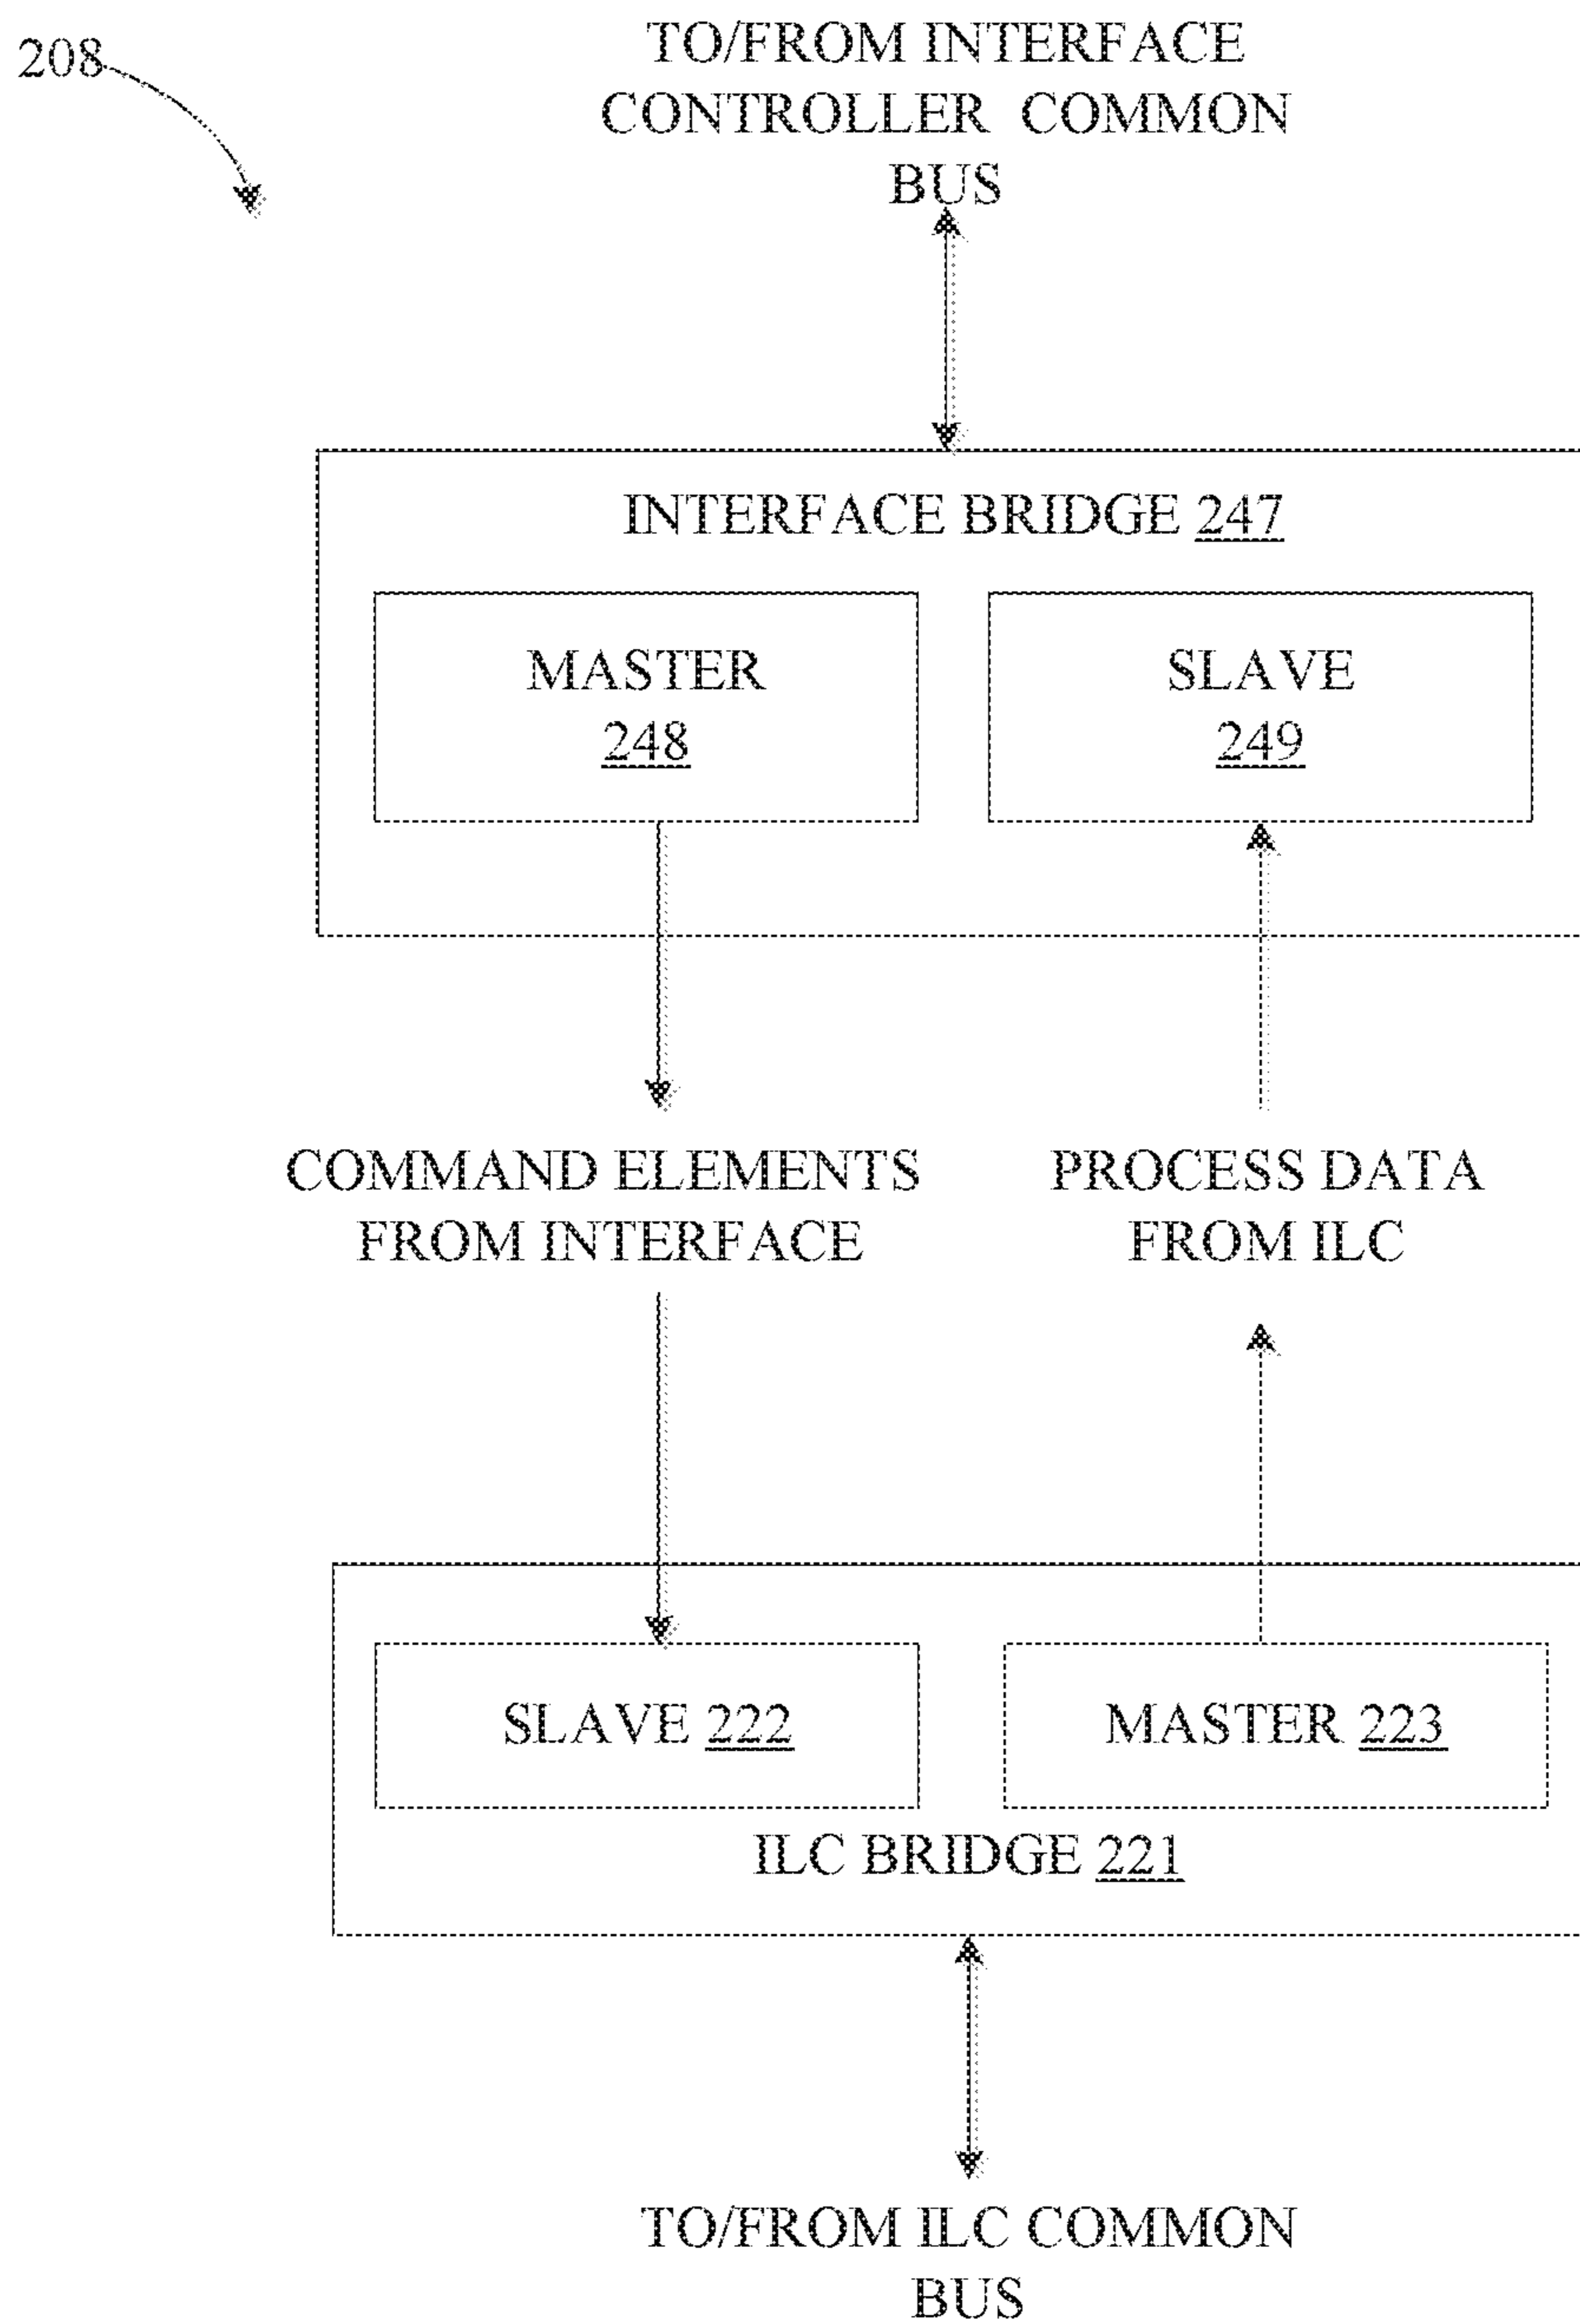 208
TO/FROM INTERFACE
CONTROLLER COMMON
BUS
INTERFACE BRIDGE 247
MASTER
248
SLAVE
249
COMMAND ELEMENTS
FROM INTERFACE
PROCESS DATA
FROM ILC
SLAVE 222
MASTER 223
ILC BRIDGE 221
TO/FROM ILC COMMON
BUS